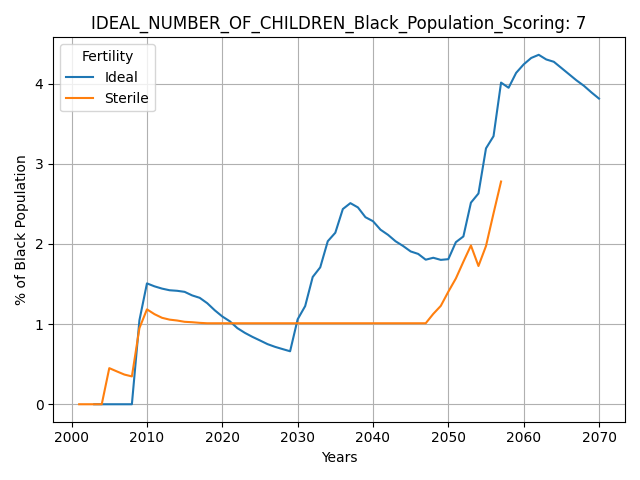 IDEAL_NUMBER_OF_CHILDREN_Black_Population_Scoring: 7
Fertility
Ideal
Sterile
% of Black Population
4
3
2
1
0
2000 2010 2020 2030 2040 2050 2060 2070
Years